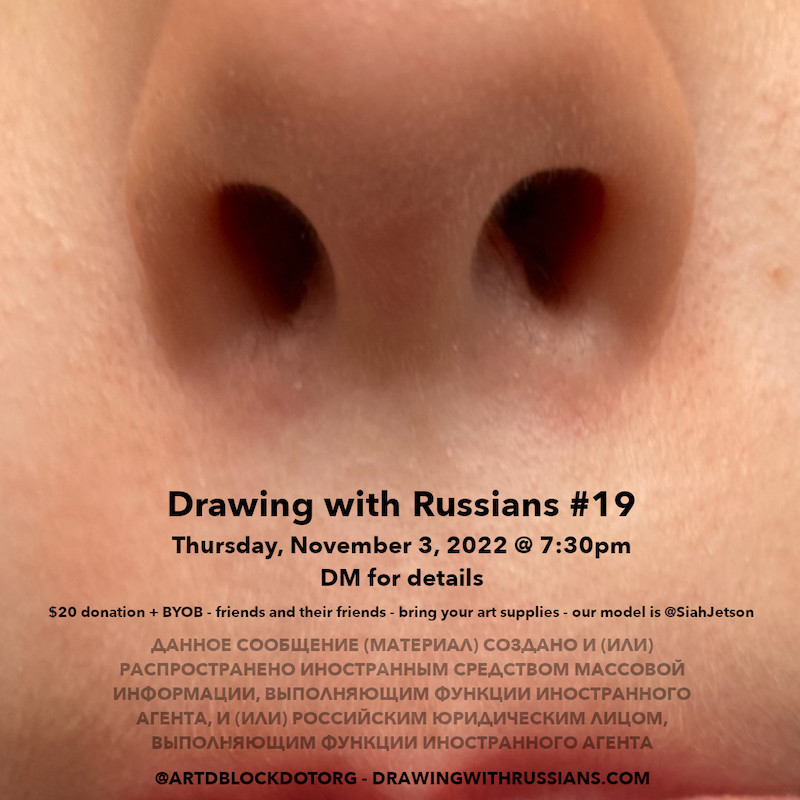 Drawing with Russians #19
Thursday, November 3, 2022 @ 7:30pm
DM for details
$20 donation + BYOB - friends and their friends - bring your art supplies - our model is @SiahJetson
ДАННОЕ СООБЩЕНИЕ (МАТЕРИАЛ) СОЗДАНО И (ИЛИ)
РАСПРОСТРАНЕНО ИНОСТРАННЫМ СРЕДСТВОМ МАССОВОЙ
ИНФОРМАЦИИ, ВЫПОЛНЯЮЩИМ ФУНКЦИИ ИНОСТРАННОГО
АГЕНТА, И (ИЛИ) РОССИЙСКИМ ЮРИДИЧЕСКИМ ЛИЦОМ,
ВЫПОЛНЯЮЩИМ ФУНКЦИИ ИНОСТРАННОГО АГЕНТА
@ARTDBLOCKDOTORG - DRAWINGWITHRUSSIANS.COM